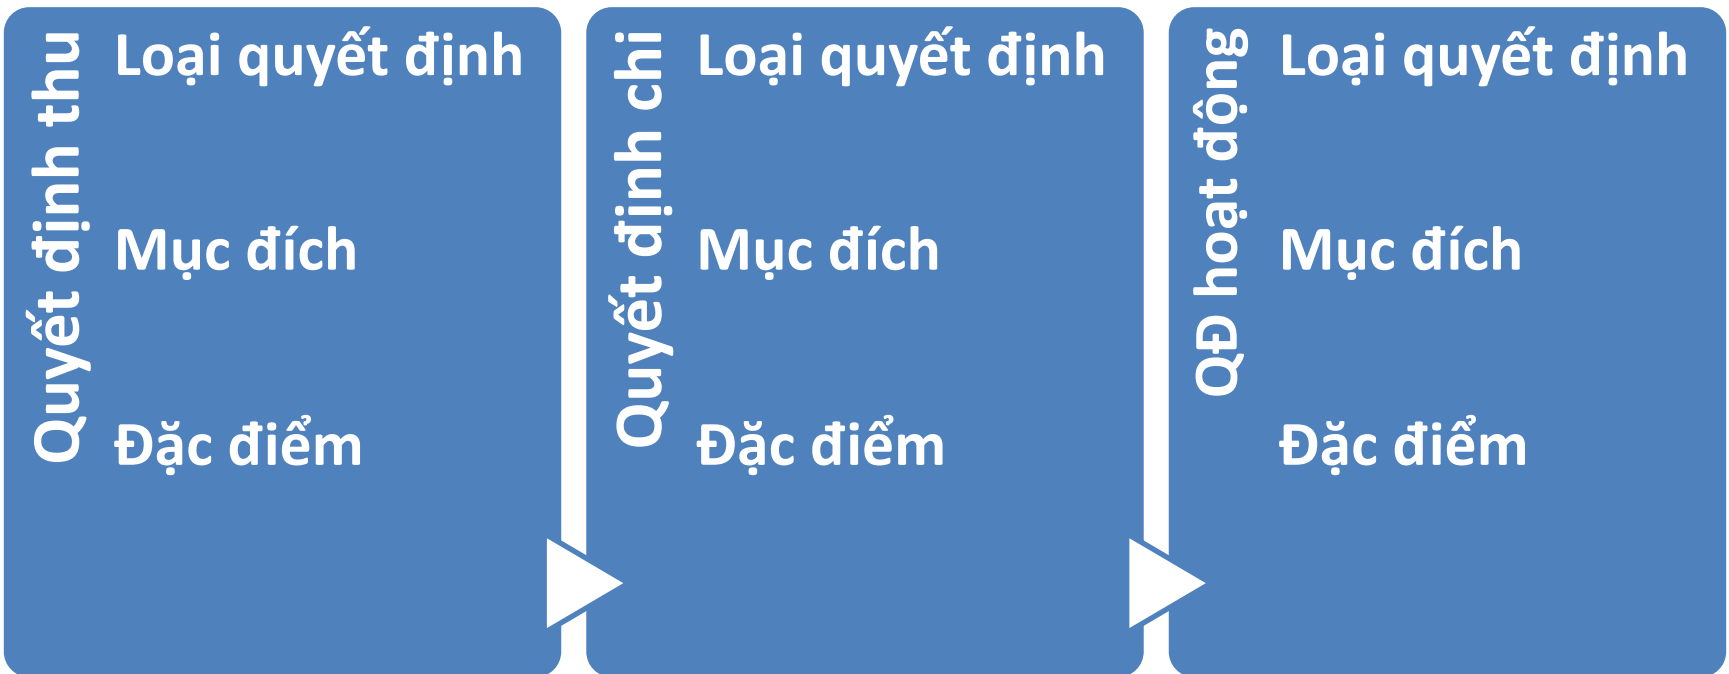 Quyết định thu
Loại quyết định
Mục đích
Đặc điểm
Quyết định chi
Loại quyết định
Mục đích
Đặc điểm
QĐ hoạt động
Loại quyết định
Mục đích
Đặc điểm